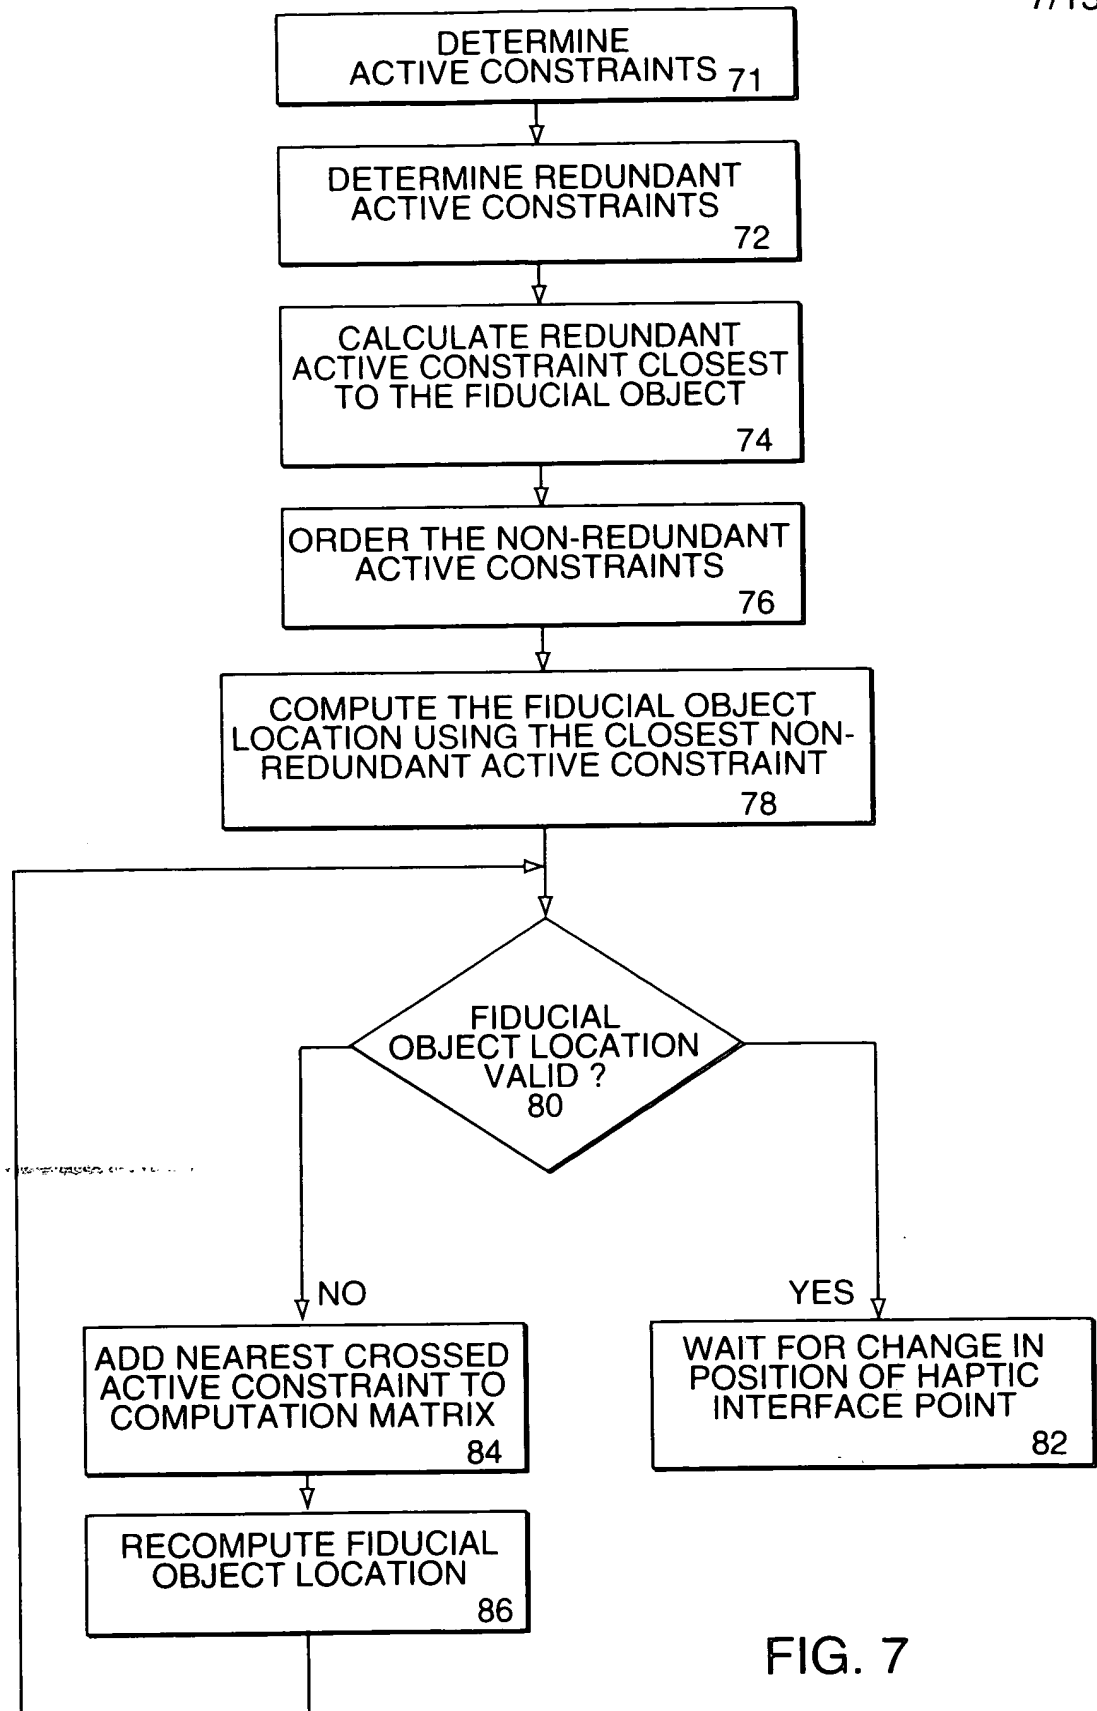 DETERMINE
ACTIVE CONSTRAINTS 71
DETERMINE REDUNDANT
ACTIVE CONSTRAINTS
72
CALCULATE REDUNDANT
ACTIVE CONSTRAINT CLOSEST
TO THE FIDUCIAL OBJECT
74
ORDER THE NON-REDUNDANT
ACTIVE CONSTRAINTS
76
COMPUTE THE FIDUCIAL OBJECT
LOCATION USING THE CLOSEST NON-
REDUNDANT ACTIVE CONSTRAINT
78
FIDUCIAL
OBJECT LOCATION
VALID ?
80
NO
YES
ADD NEAREST CROSSED
ACTIVE CONSTRAINT TO
COMPUTATION MATRIX
84
WAIT FOR CHANGE IN
POSITION OF HAPTIC
INTERFACE POINT
82
RECOMPUTE FIDUCIAL
OBJECT LOCATION
86
FIG. 7